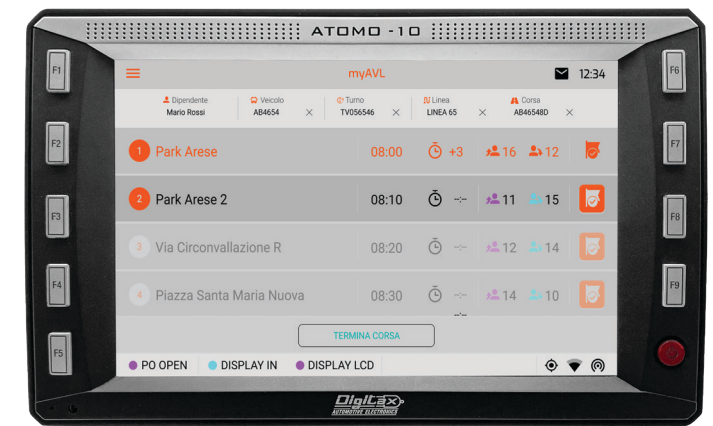 ATOMO - 10
F1
F2
F3
F4
F5
F6
F7
F8
F9
myAVL
12:34
Dipendente
Mario Rossi
Veicolo
AB4654 ×
Turno
TV056546 ×
Linea
LINEA 65 ×
Corsa
AB46548D ×
1 Park Arese 08:00 +3 16 12
2 Park Arese 2 08:10 --:-- 11 15
3 Via Circonvallazione R 08:20 --:-- 12 14
4 Piazza Santa Maria Nuova 08:30 --:-- 14 10
--:--
TERMINA CORSA
PO OPEN DISPLAY IN DISPLAY LCD
Digitax
AUTOMOTIVE ELECTRONICS